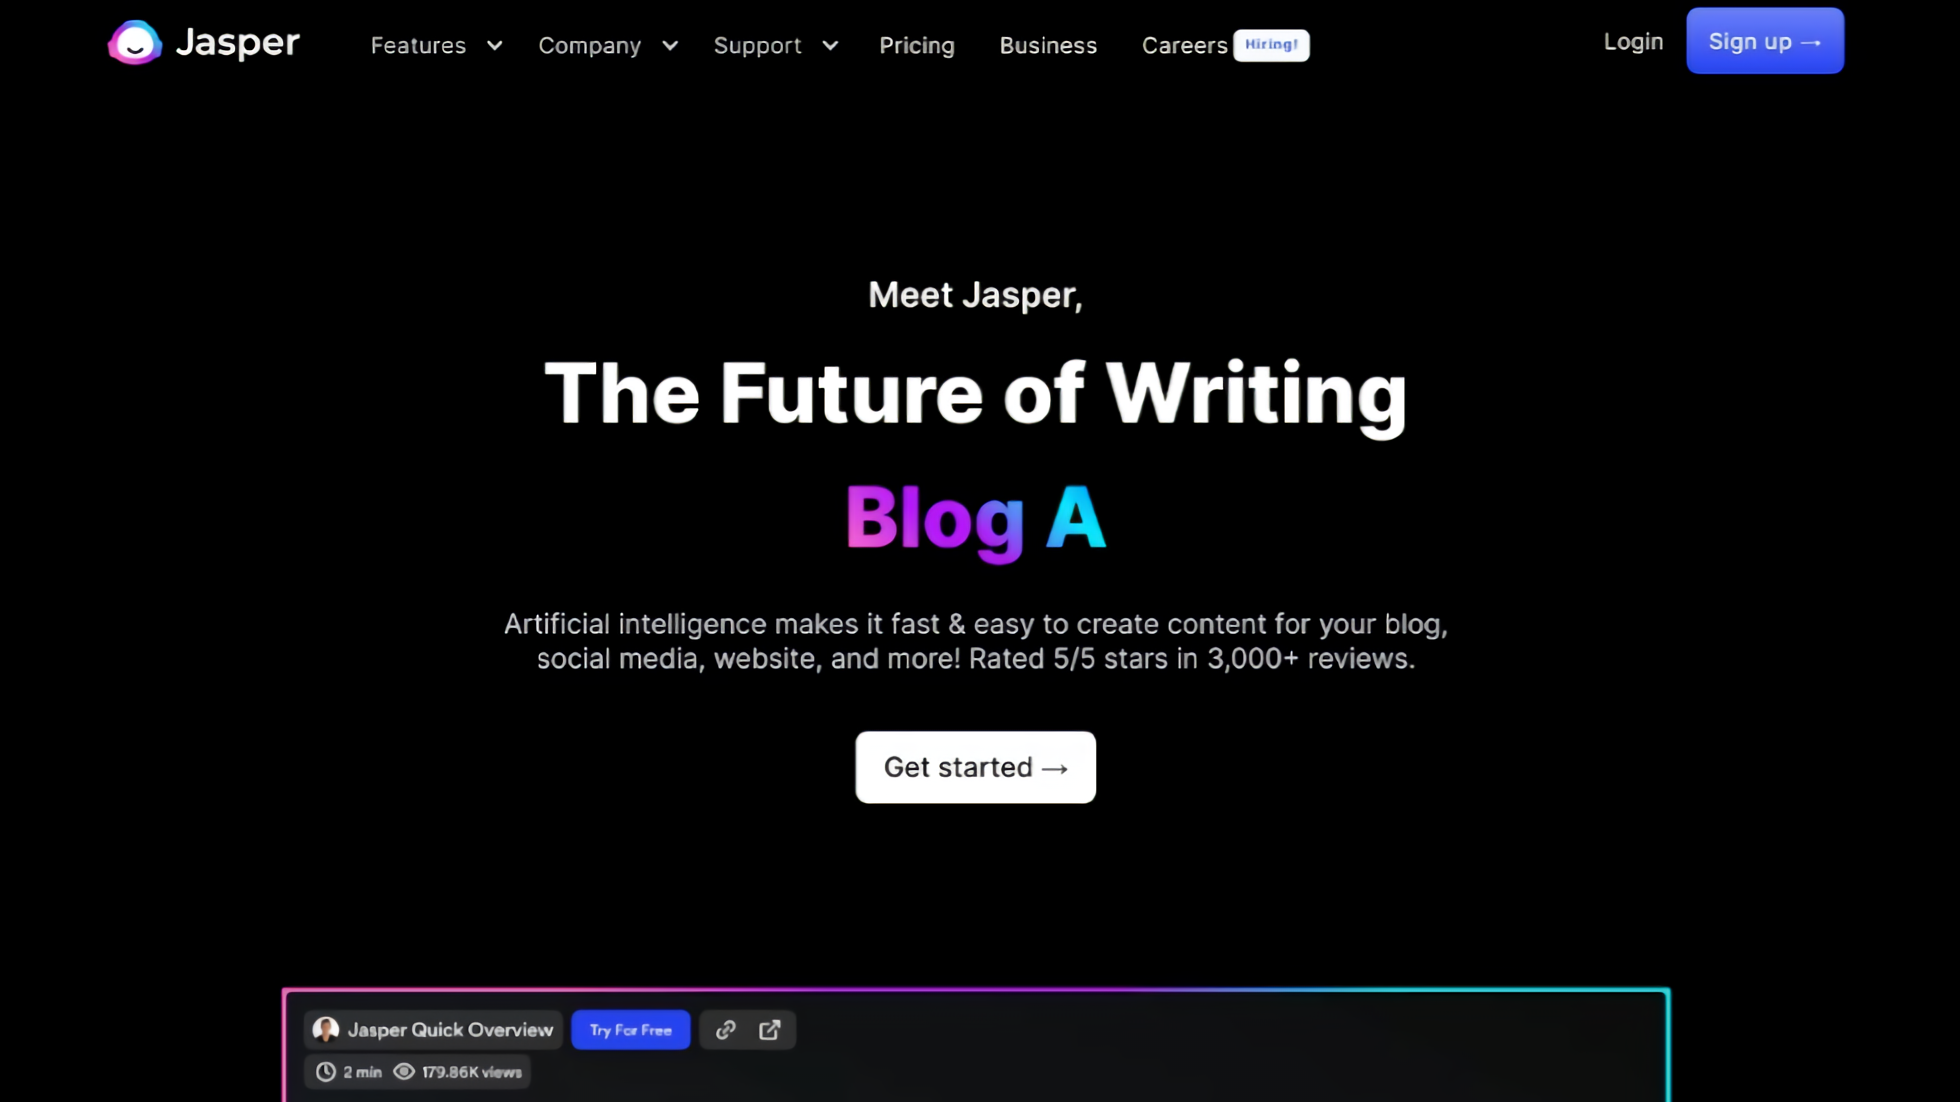 Jasper Features Company Support Pricing Business Careers Hiring! Login Sign up →
Meet Jasper,
The Future of Writing
Blog A
Artificial intelligence makes it fast & easy to create content for your blog,
social media, website, and more! Rated 5/5 stars in 3,000+ reviews.
Get started →
Jasper Quick Overview Try For Free
2 min 179.86K views